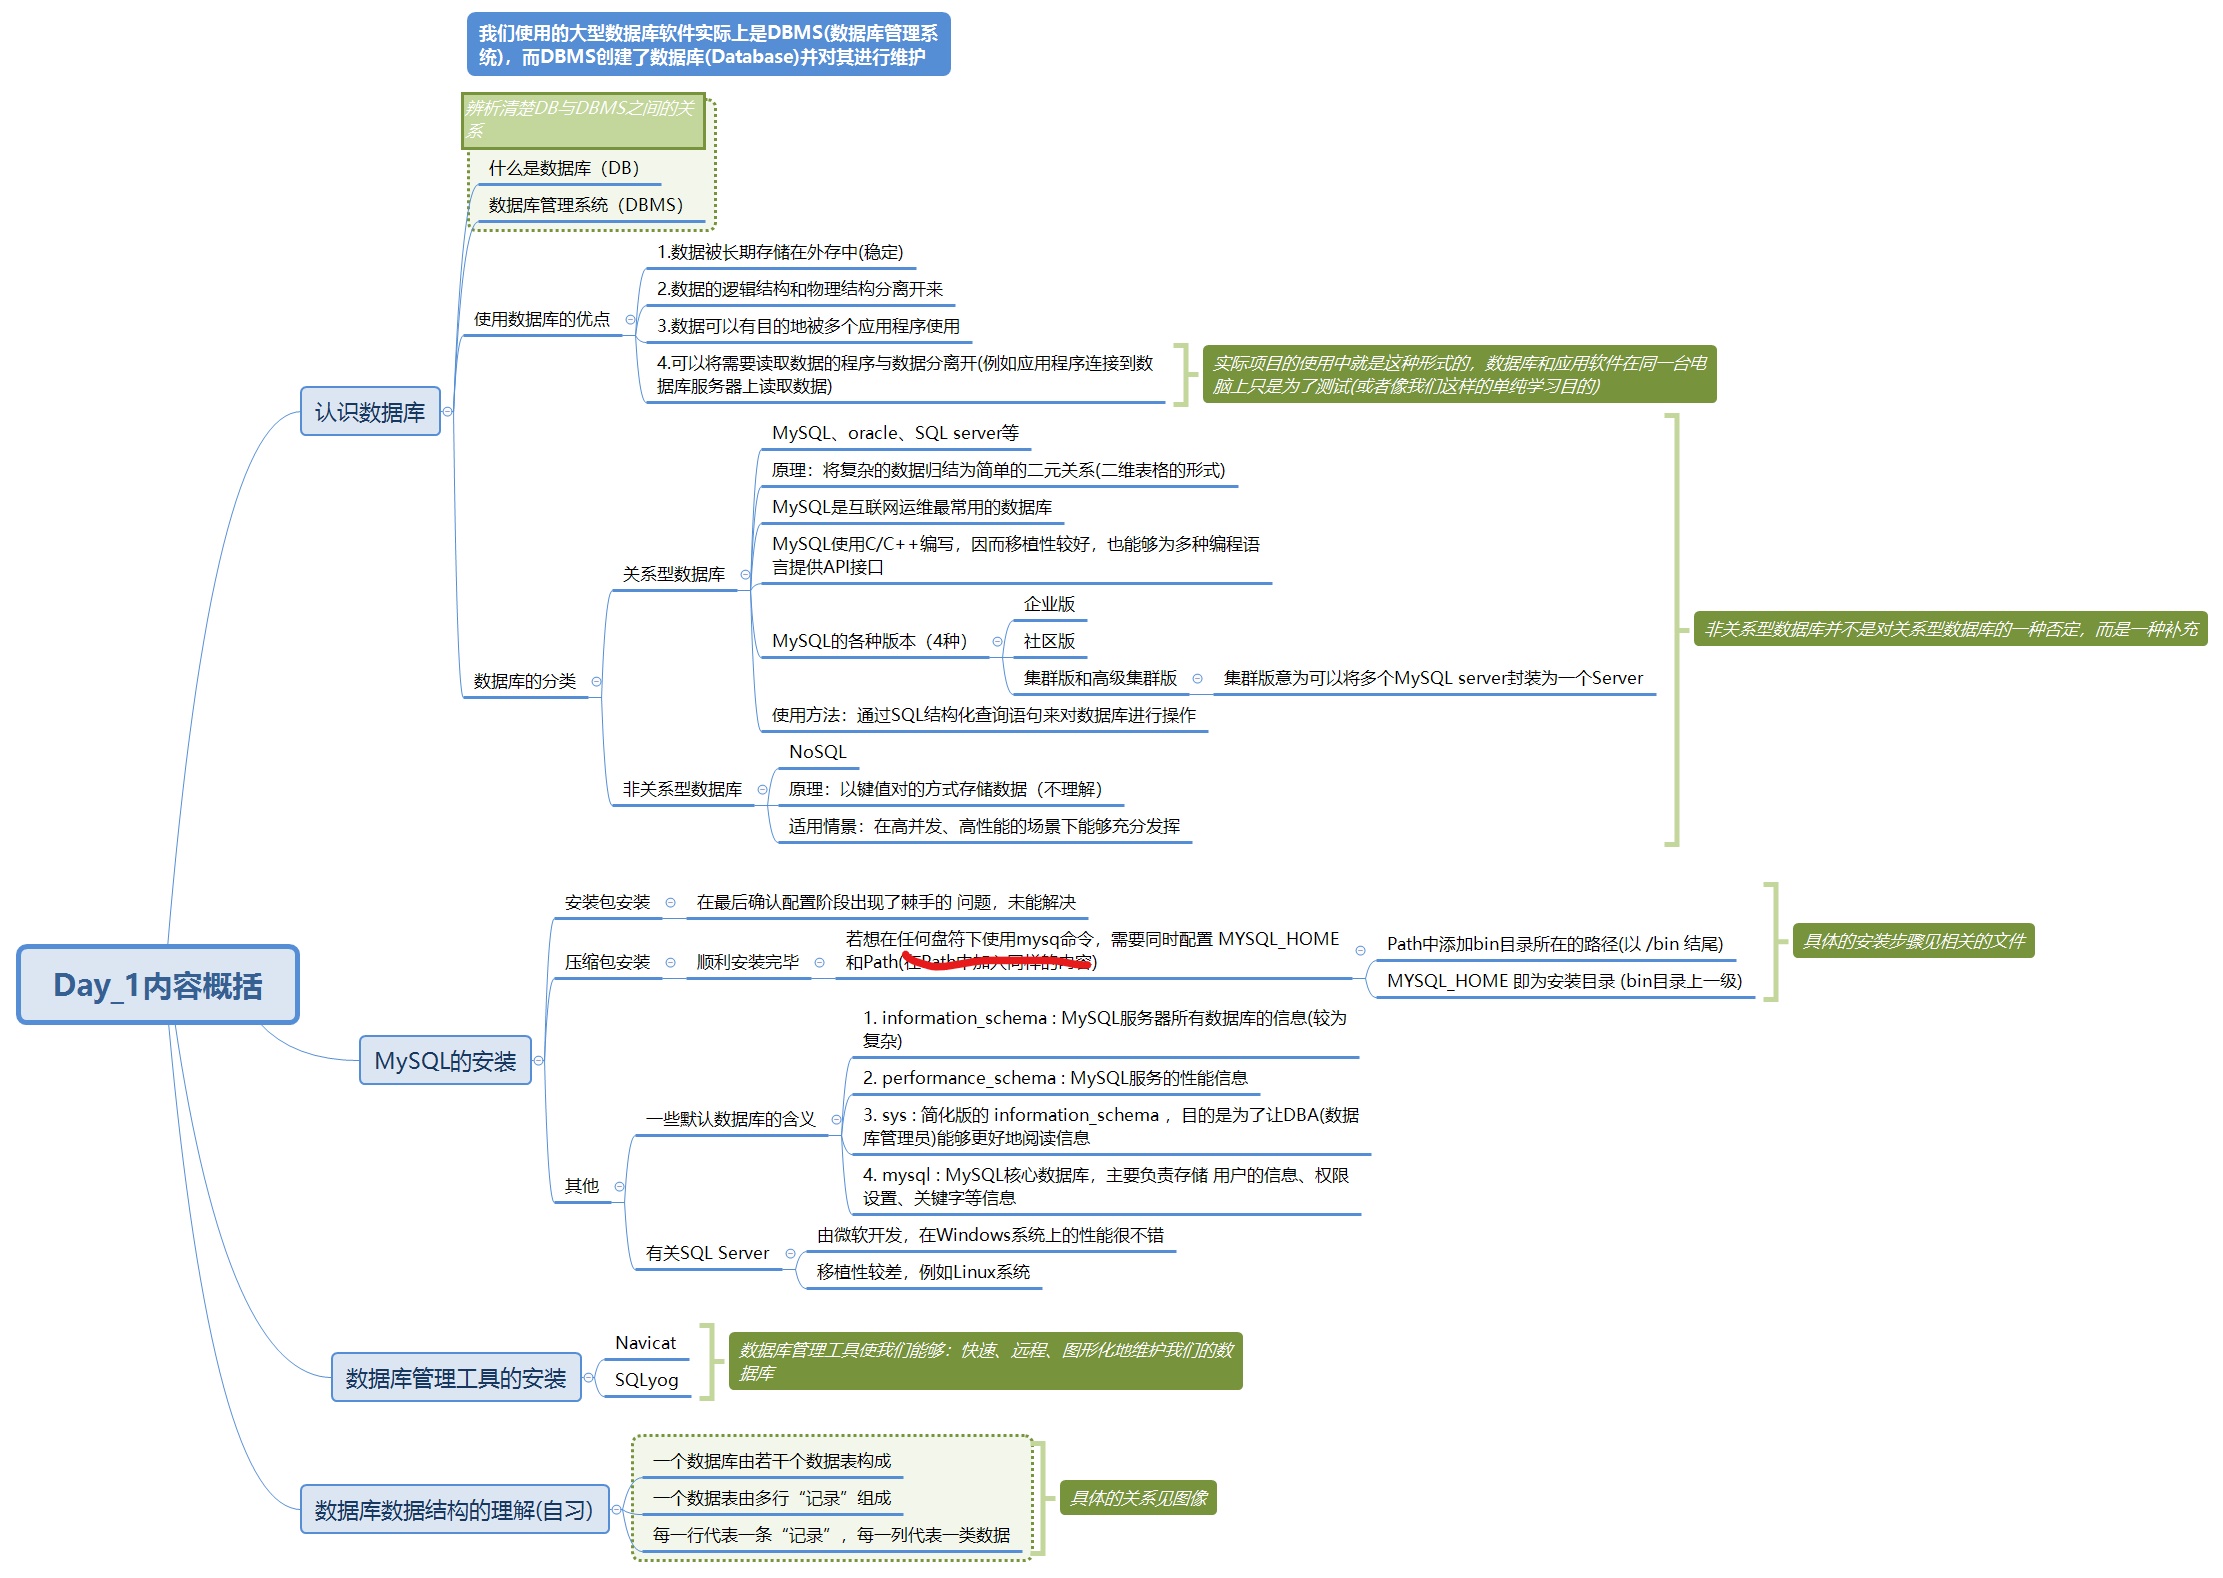 我们使用的大型数据库软件实际上是DBMS(数据库管理系
统)，而DBMS创建了数据库(Database)并对其进行维护
辨析清楚DB与DBMS之间的关
系
什么是数据库（DB）
数据库管理系统（DBMS）
认识数据库
使用数据库的优点
1.数据被长期存储在外存中(稳定)
2.数据的逻辑结构和物理结构分离开来
3.数据可以有目的地被多个应用程序使用
4.可以将需要读取数据的程序与数据分离开(例如应用程序连接到数
据库服务器上读取数据)
实际项目的使用中就是这种形式的，数据库和应用软件在同一台电
脑上只是为了测试(或者像我们这样的单纯学习目的)
数据库的分类
关系型数据库
MySQL、oracle、SQL server等
原理：将复杂的数据归结为简单的二元关系(二维表格的形式)
MySQL是互联网运维最常用的数据库
MySQL使用C/C++编写，因而移植性较好，也能够为多种编程语
言提供API接口
MySQL的各种版本（4种）
企业版
社区版
集群版和高级集群版
集群版意为可以将多个MySQL server封装为一个Server
使用方法：通过SQL结构化查询语句来对数据库进行操作
非关系型数据库
NoSQL
原理：以键值对的方式存储数据（不理解）
适用情景：在高并发、高性能的场景下能够充分发挥
非关系型数据库并不是对关系型数据库的一种否定，而是一种补充
Day_1内容概括
MySQL的安装
安装包安装
在最后确认配置阶段出现了棘手的 问题，未能解决
压缩包安装
顺利安装完毕
若想在任何盘符下使用mysq命令，需要同时配置 MYSQL_HOME
和Path(在Path中加入同样的内容)
Path中添加bin目录所在的路径(以 /bin 结尾)
MYSQL_HOME 即为安装目录 (bin目录上一级)
具体的安装步骤见相关的文件
其他
一些默认数据库的含义
1. information_schema : MySQL服务器所有数据库的信息(较为
复杂)
2. performance_schema : MySQL服务的性能信息
3. sys : 简化版的 information_schema ，目的是为了让DBA(数据
库管理员)能够更好地阅读信息
4. mysql : MySQL核心数据库，主要负责存储 用户的信息、权限
设置、关键字等信息
有关SQL Server
由微软开发，在Windows系统上的性能很不错
移植性较差，例如Linux系统
数据库管理工具的安装
Navicat
SQLyog
数据库管理工具使我们能够：快速、远程、图形化地维护我们的数
据库
数据库数据结构的理解(自习)
一个数据库由若干个数据表构成
一个数据表由多行“记录”组成
每一行代表一条“记录”，每一列代表一类数据
具体的关系见图像